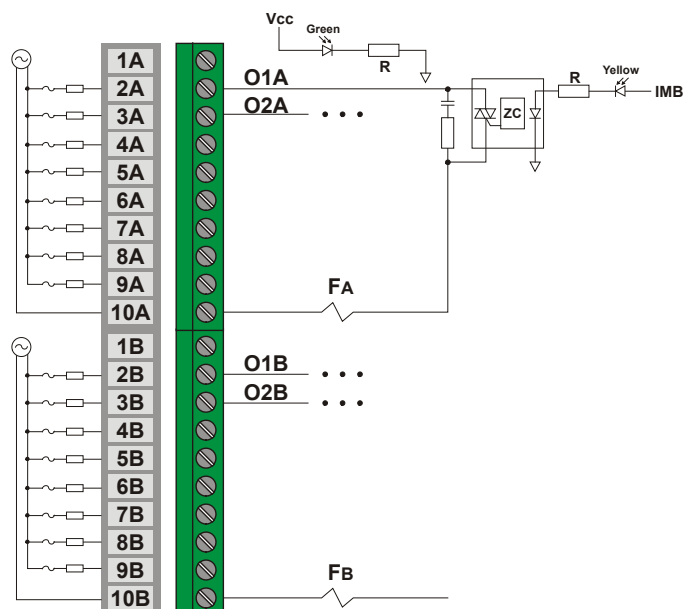 Vcc
Green
R
1A
2A
O1A
3A
O2A
• • •
4A
5A
6A
7A
8A
9A
10A
FA
ZC
R
Yellow
IMB
1B
2B
O1B
• • •
3B
O2B
• • •
4B
5B
6B
7B
8B
9B
10B
FB